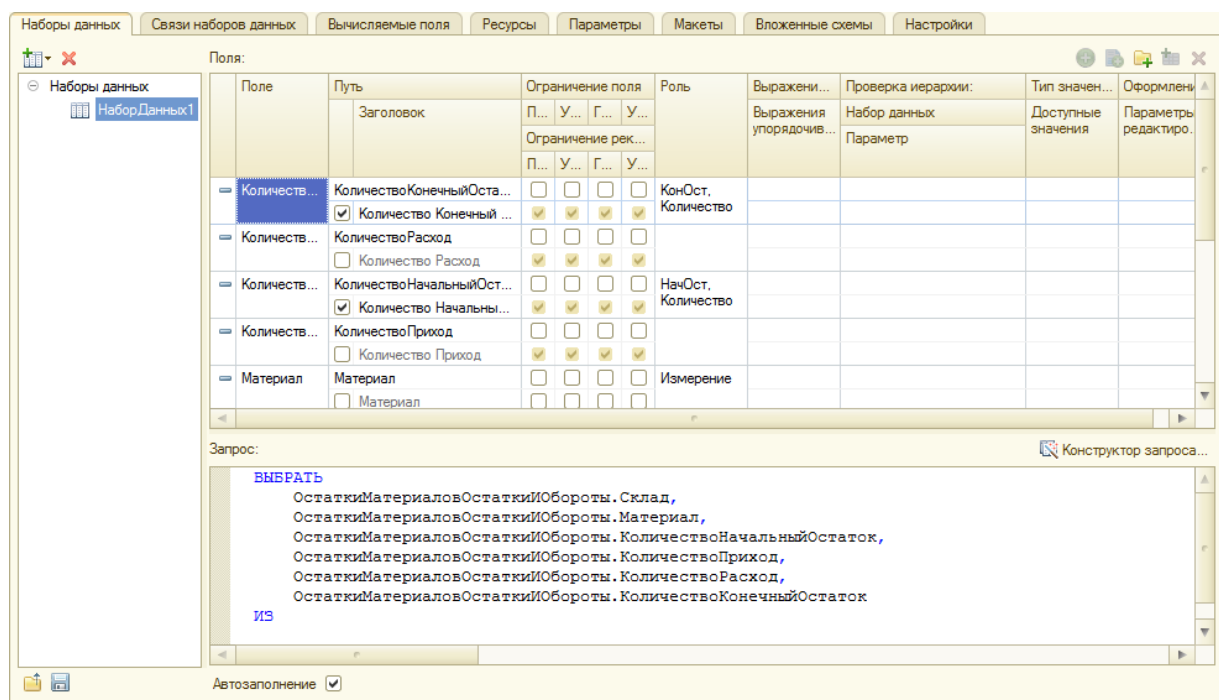 Наборы данных Связи наборов данных Вычисляемые поля Ресурсы Параметры Макеты Вложенные схемы Настройки
Поля:
Наборы данных
НаборДанных1
Поле Путь Ограничение поля Роль Выражени... Проверка иерархии: Тип значен... Оформлени
Заголовок П... У... Г... У... Выражения упорядочив... Набор данных Доступные значения Параметры редактиро.
Ограничение рек... Параметр
П... У... Г... У...
Количеств... КоличествоКонечныйОста... КонОст, Количество
Количество Конечный ...
Количеств... КоличествоРасход
Количество Расход
Количеств... КоличествоНачальныйОст... НачОст, Количество
Количество Начальны...
Количеств... КоличествоПриход
Количество Приход
Материал Материал Измерение
Материал
Запрос: Конструктор запроса...
ВЫБРАТЬ
ОстаткиМатериаловОстаткиИОбороты.Склад,
ОстаткиМатериаловОстаткиИОбороты.Материал,
ОстаткиМатериаловОстаткиИОбороты.КоличествоНачальныйОстаток,
ОстаткиМатериаловОстаткиИОбороты.КоличествоПриход,
ОстаткиМатериаловОстаткиИОбороты.КоличествоРасход,
ОстаткиМатериаловОстаткиИОбороты.КоличествоКонечныйОстаток
ИЗ
Автозаполнение